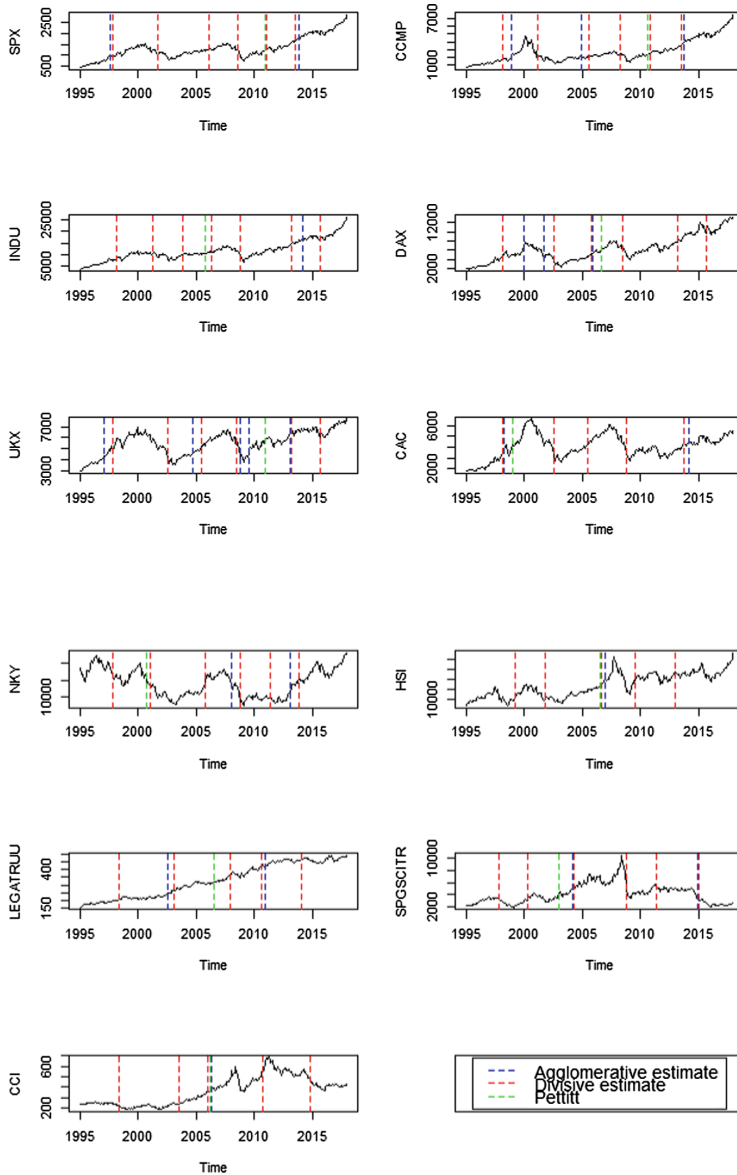 SPX
500 2500
1995 2000 2005 2010 2015
Time
CCMP
1000 7000
1995 2000 2005 2010 2015
Time
INDU
5000 25000
1995 2000 2005 2010 2015
Time
DAX
2000 12000
1995 2000 2005 2010 2015
Time
UKX
3000 7000
1995 2000 2005 2010 2015
Time
CAC
2000 6000
1995 2000 2005 2010 2015
Time
NKY
10000
1995 2000 2005 2010 2015
Time
HSI
10000
1995 2000 2005 2010 2015
Time
LEGATRUU
150 400
1995 2000 2005 2010 2015
Time
SPGSCITR
2000 10000
1995 2000 2005 2010 2015
Time
CCI
200 600
1995 2000 2005 2010 2015
Time
Agglomerative estimate
Divisive estimate
Pettitt